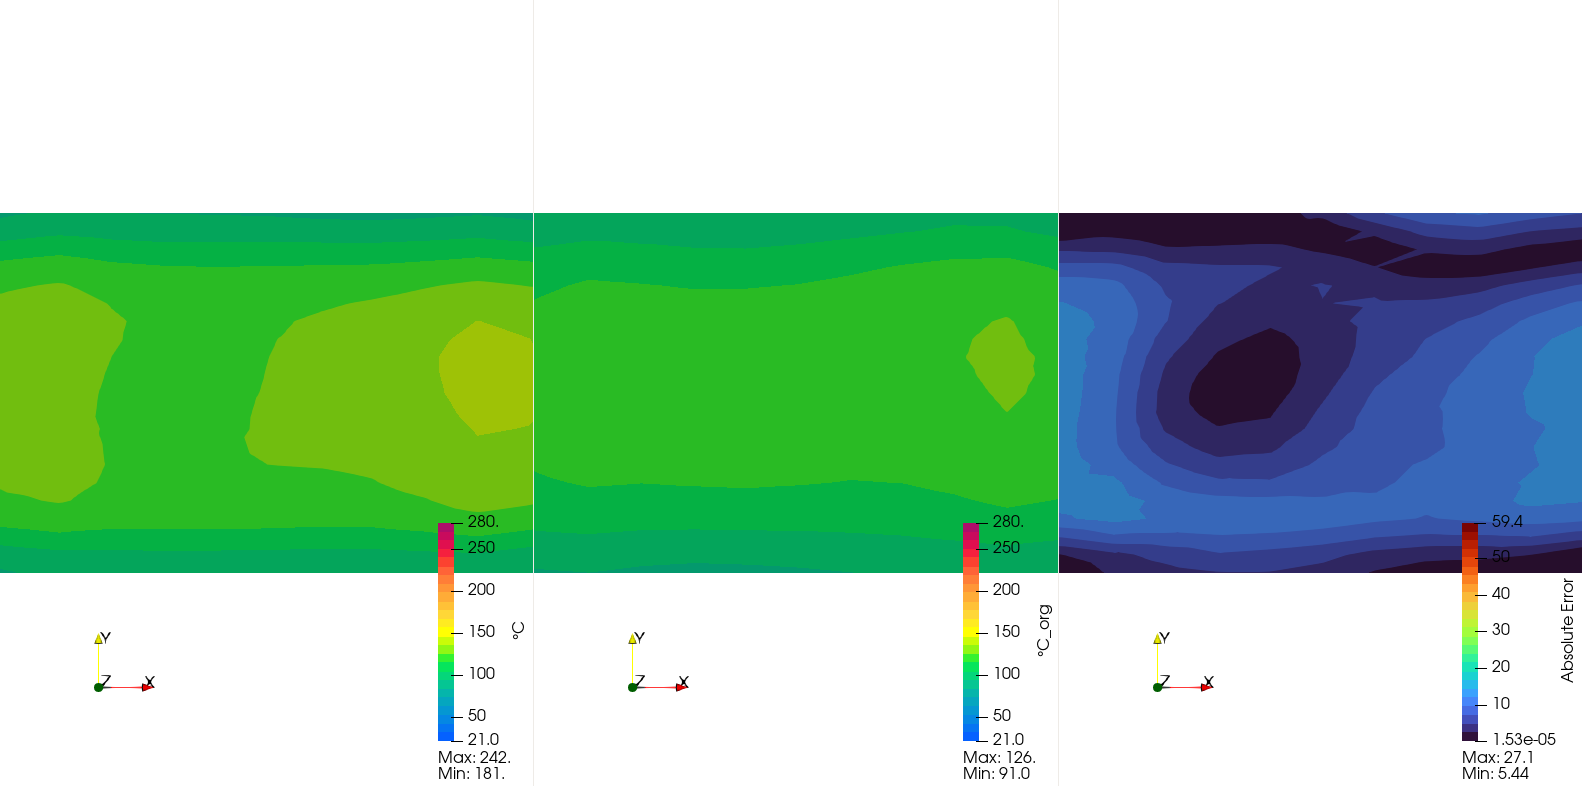 280.
250
200
150
100
50
21.0
°C
Max: 242.
Min: 181.
Y
Z
X
280.
250
200
150
100
50
21.0
°C_org
Max: 126.
Min: 91.0
Y
Z
X
59.4
50
40
30
20
10
1.53e-05
Absolute Error
Max: 27.1
Min: 5.44
Y
Z
X